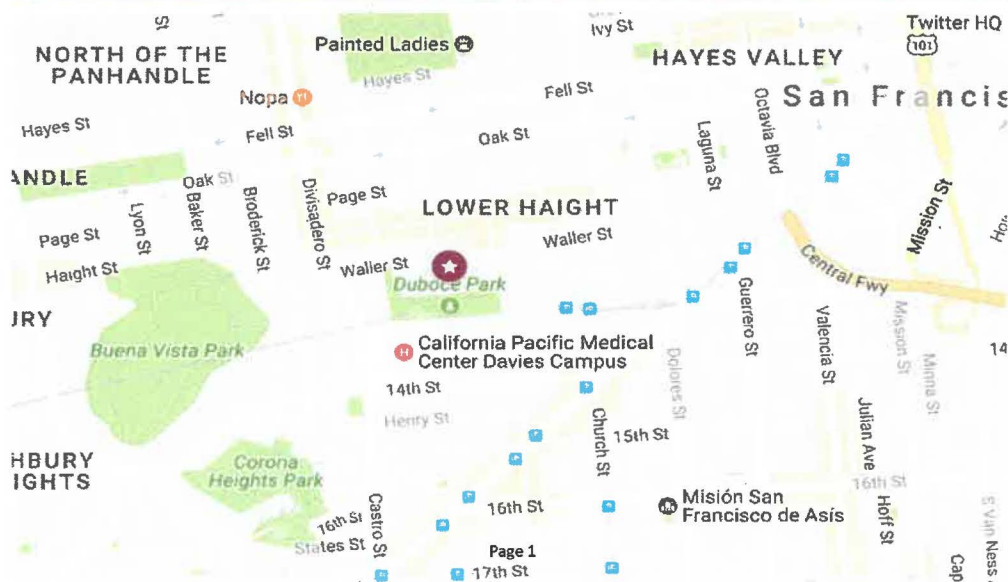 St
Ivy St
Twitter HQ
101
NORTH OF THE
PANHANDLE
Painted Ladies
HAYES VALLEY
Hayes St
Nopa
Fell St
Octavia Blvd
San Francis
Hayes St
Fell St
Oak St
Laguna St
ANDLE
Oak St
Page St
Lyon St
Baker St
Broderick St
Divisadero St
LOWER HAIGHT
Mission St
Page St
Waller St
Haight St
Waller St
Central Fwy
Duboce Park
Guerrero St
Valencia St
Mission St
Minna St
JRY
Buena Vista Park
H
California Pacific Medical
Center Davies Campus
Dolores St
14
14th St
Henry St
Church St
15th St
Julian Ave
HBURY
IGHTS
Corona
Heights Park
16th St
Castro St
16th St
Misión San
Francisco de Asís
Hoff St
S Van Ness
16th St
States St
Page 1
17th St
Cap